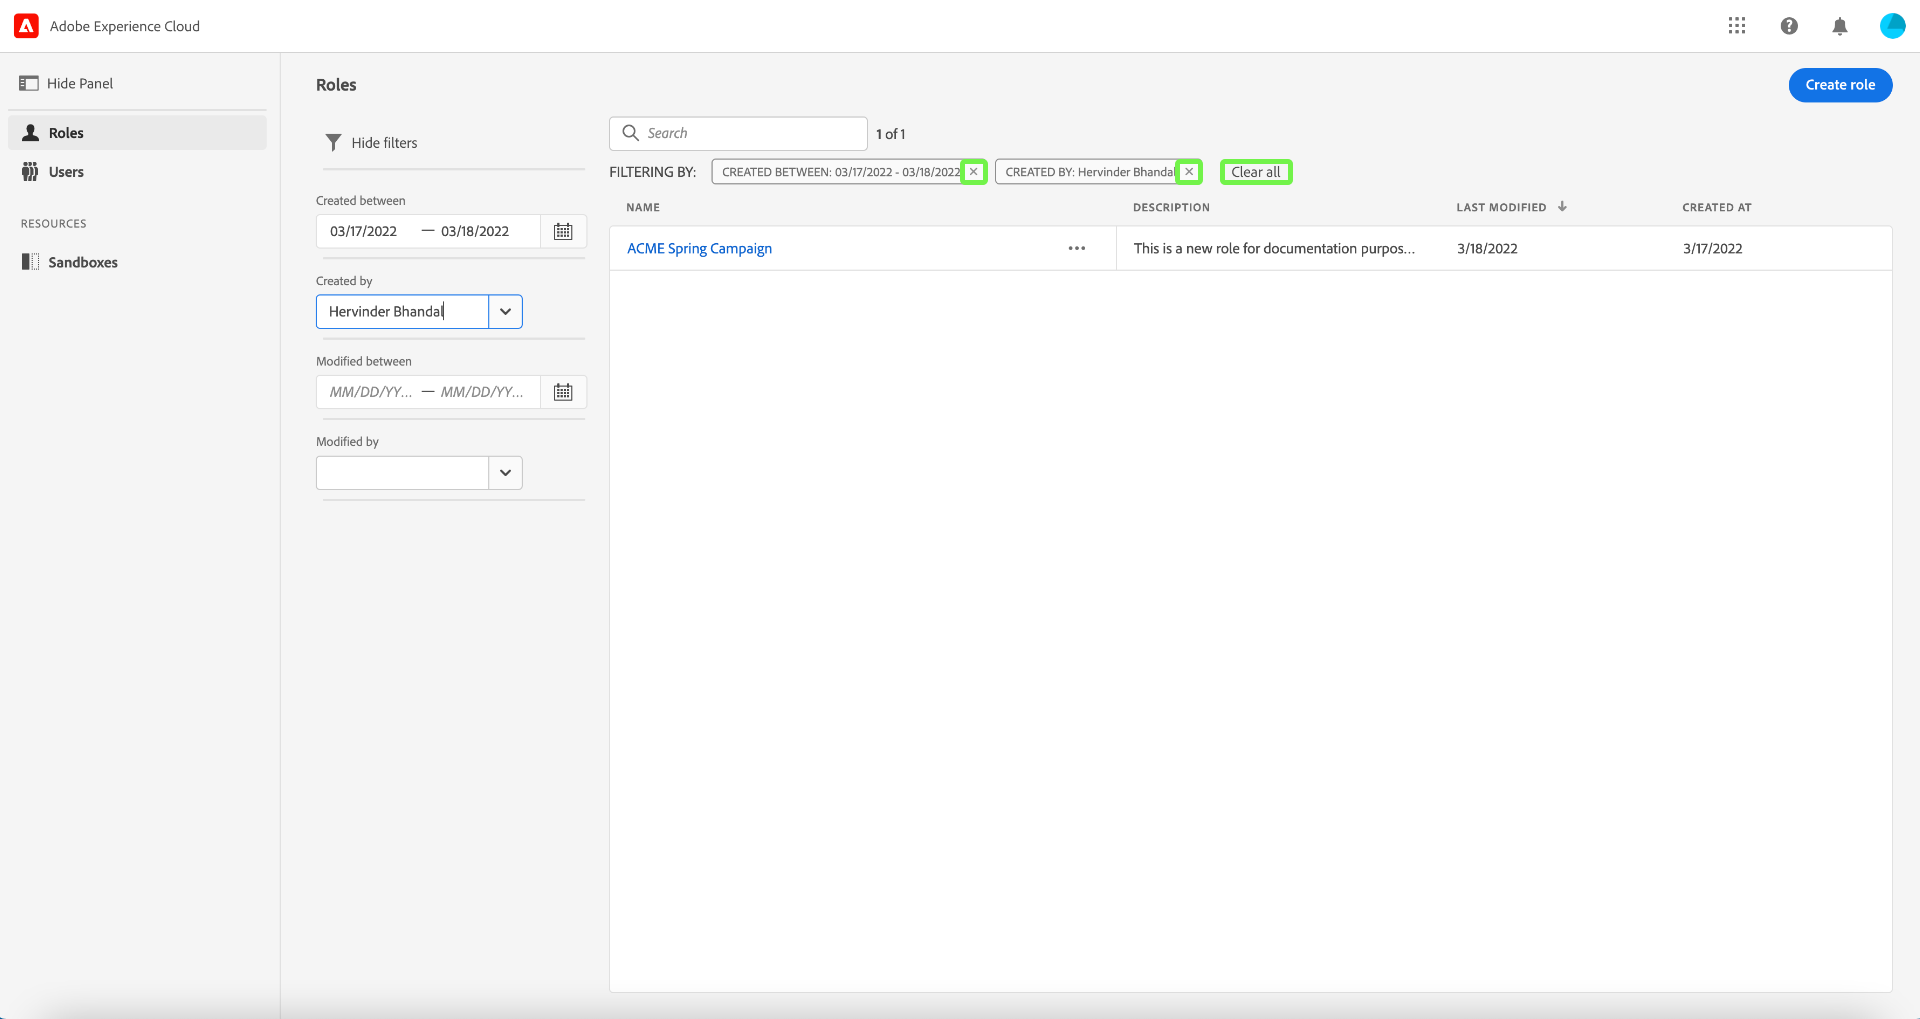 Adobe Experience Cloud
Hide Panel
Roles
Users
RESOURCES
Sandboxes
Roles
Create role
Hide filters
Created between
03/17/2022 — 03/18/2022
Created by
Hervinder Bhandal
Modified between
MM/DD/YY... — MM/DD/YY...
Modified by
Search
1 of 1
FILTERING BY: CREATED BETWEEN: 03/17/2022 - 03/18/2022 CREATED BY: Hervinder Bhandal Clear all
NAME DESCRIPTION LAST MODIFIED CREATED AT
ACME Spring Campaign ••• This is a new role for documentation purpos... 3/18/2022 3/17/2022